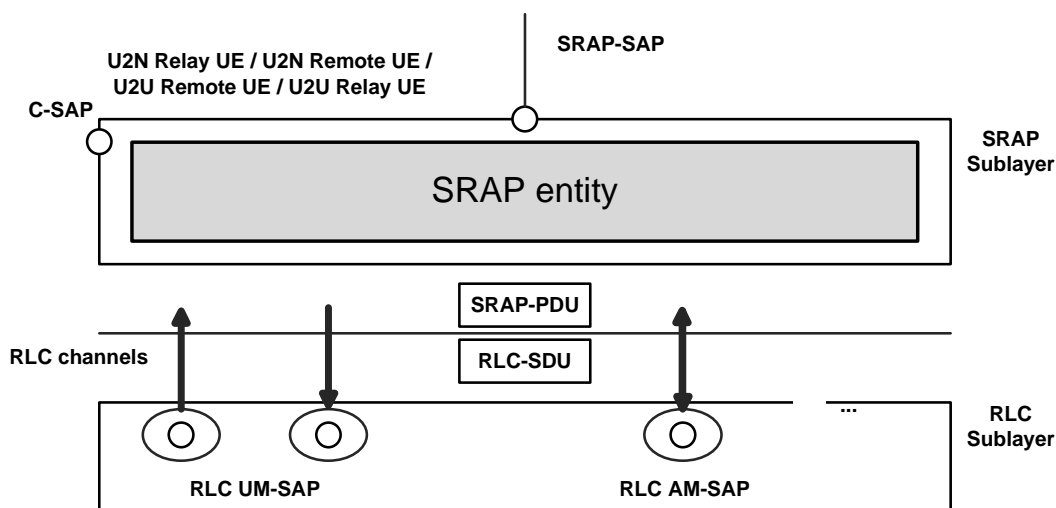 SRAP-SAP
U2N Relay UE / U2N Remote UE /
U2U Remote UE / U2U Relay UE
C-SAP
SRAP
Sublayer
SRAP entity
SRAP-PDU
RLC channels
RLC-SDU
...
RLC
Sublayer
RLC UM-SAP
RLC AM-SAP